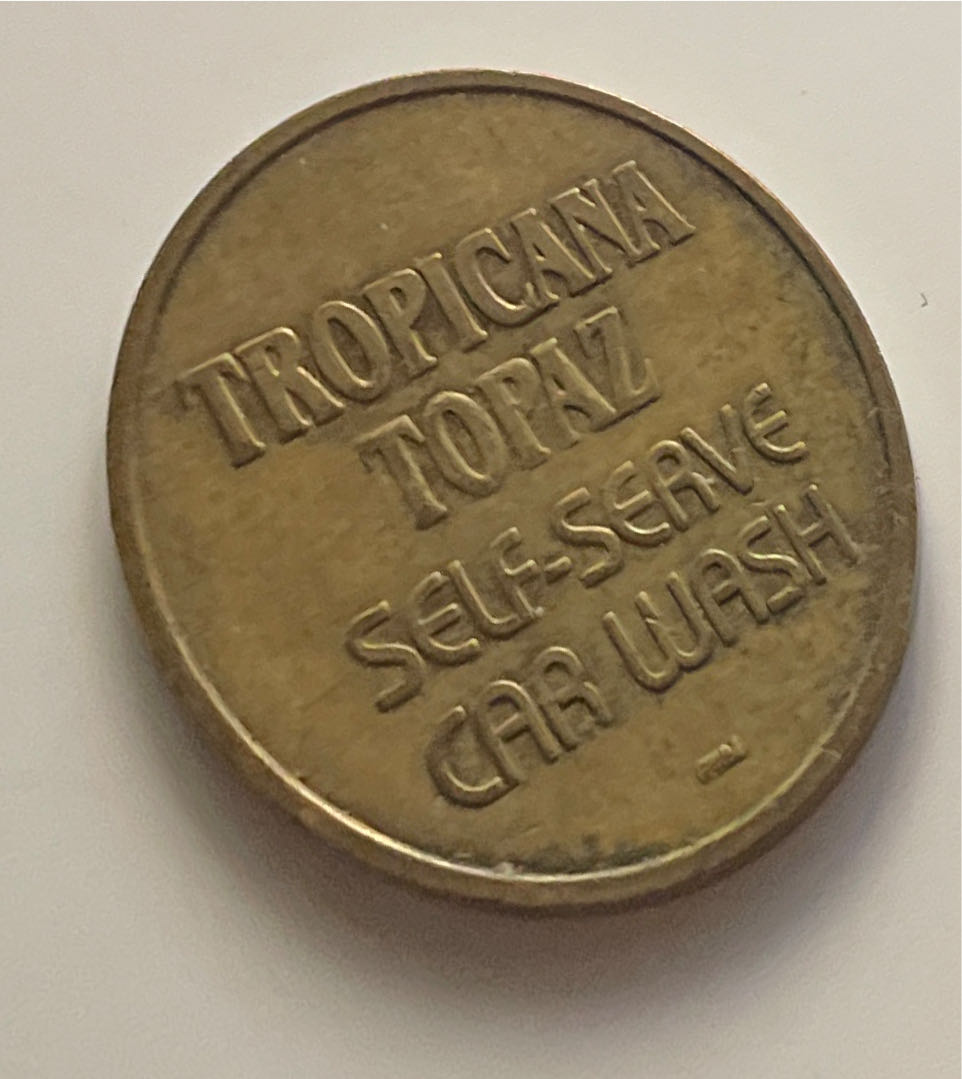 TROPICANA
TOPAZ
SELF-SERVE
CAR WASH